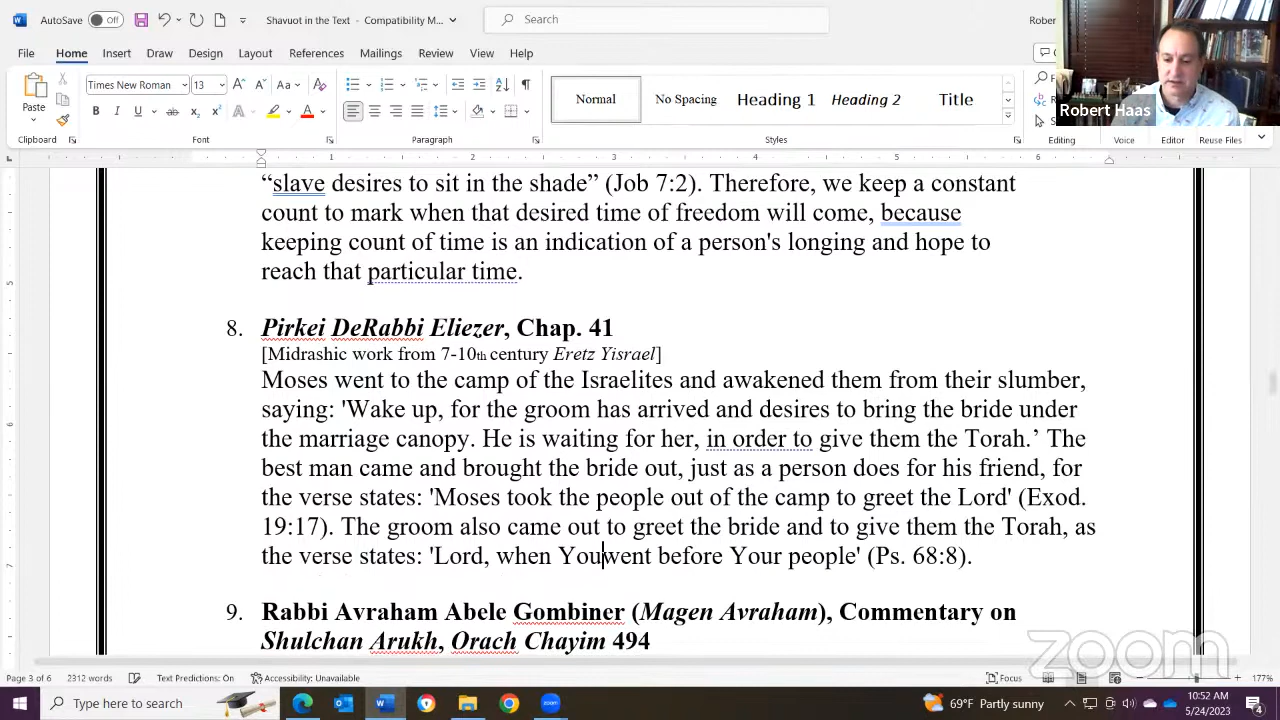 AutoSave Off Shavuot in the Text - Compatibility M... Search Rober
File Home Insert Draw Design Layout References Mailings Review View
Paste Times New Roman 13 Aa
B I U ab
Normal No Spacing Heading 1 Heading 2 Title
Robert Haas
Clipboard Font Paragraph Styles Editing Voice Editor Reuse Files
1 2 3 4 5 6
“slave desires to sit in the shade” (Job 7:2). Therefore, we keep a constant
count to mark when that desired time of freedom will come, because
keeping count of time is an indication of a person's longing and hope to
reach that particular time.
8. Pirkei DeRabbi Eliezer, Chap. 41
[Midrashic work from 7-10th century Eretz Yisrael]
Moses went to the camp of the Israelites and awakened them from their slumber,
saying: 'Wake up, for the groom has arrived and desires to bring the bride under
the marriage canopy. He is waiting for her, in order to give them the Torah.’ The
best man came and brought the bride out, just as a person does for his friend, for
the verse states: 'Moses took the people out of the camp to greet the Lord' (Exod.
19:17). The groom also came out to greet the bride and to give them the Torah, as
the verse states: 'Lord, when You went before Your people' (Ps. 68:8).
9. Rabbi Avraham Abele Gombiner (Magen Avraham), Commentary on
Shulchan Arukh, Orach Chayim 494
zoom
Page 3 of 6 2312 words Text Predictions: On Accessibility: Unavailable Focus 177%
Type here to search 69°F Partly sunny 10:52 AM
5/24/2023